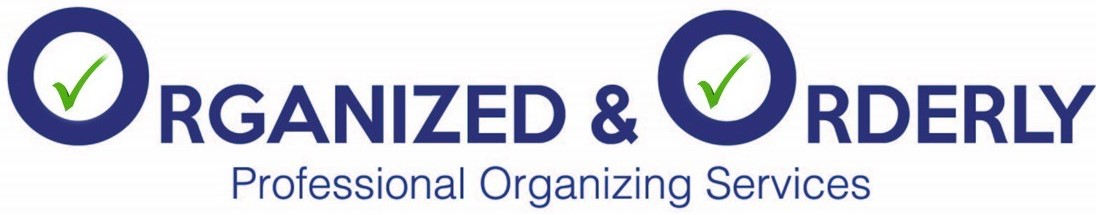 ORGANIZED & ORDERLY
Professional Organizing Services